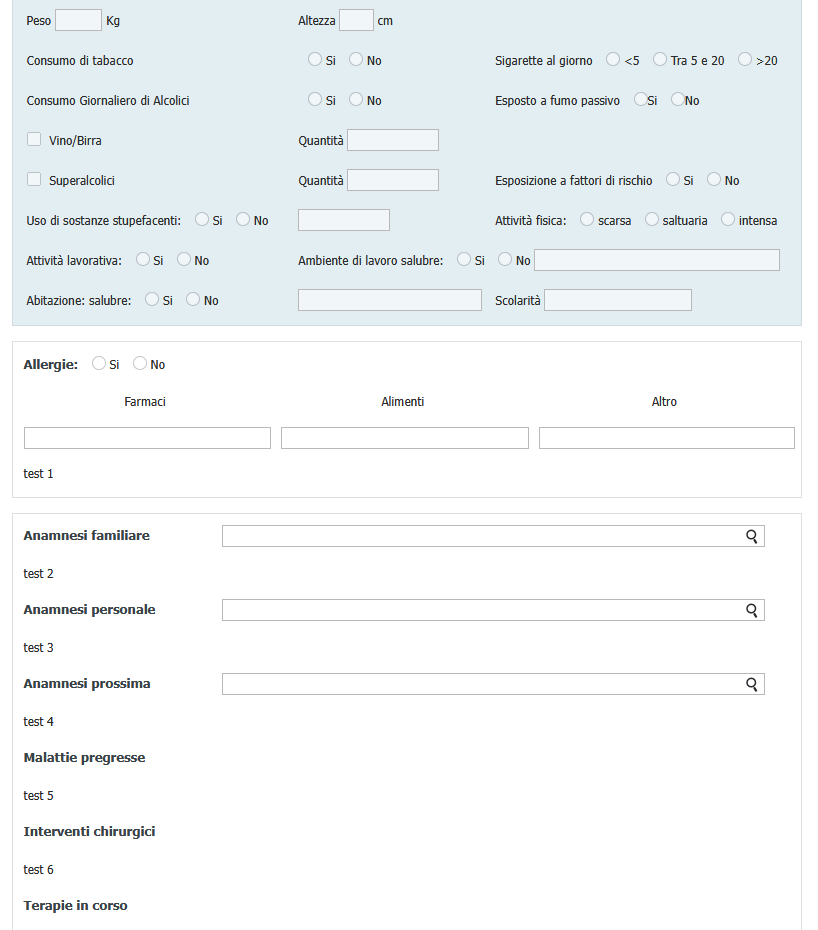 Peso Kg Altezza cm
Consumo di tabacco Si No Sigarette al giorno <5 Tra 5 e 20 >20
Consumo Giornaliero di Alcolici Si No Esposto a fumo passivo Si No
Vino/Birra Quantità
Superalcolici Quantità Esposizione a fattori di rischio Si No
Uso di sostanze stupefacenti: Si No Attività fisica: scarsa saltuaria intensa
Attività lavorativa: Si No Ambiente di lavoro salubre: Si No
Abitazione: salubre: Si No Scolarità
Allergie: Si No
Farmaci Alimenti Altro
test 1
Anamnesi familiare
test 2
Anamnesi personale
test 3
Anamnesi prossima
test 4
Malattie pregresse
test 5
Interventi chirurgici
test 6
Terapie in corso